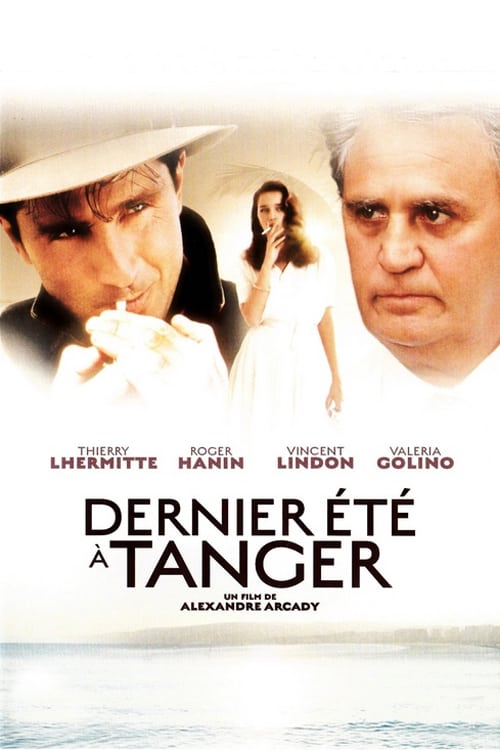 THIERRY ROGER VINCENT VALERIA
LHERMITTE HANIN LINDON GOLINO
DERNIER ÉTÉ
À TANGER
UN FILM DE
ALEXANDRE ARCADY